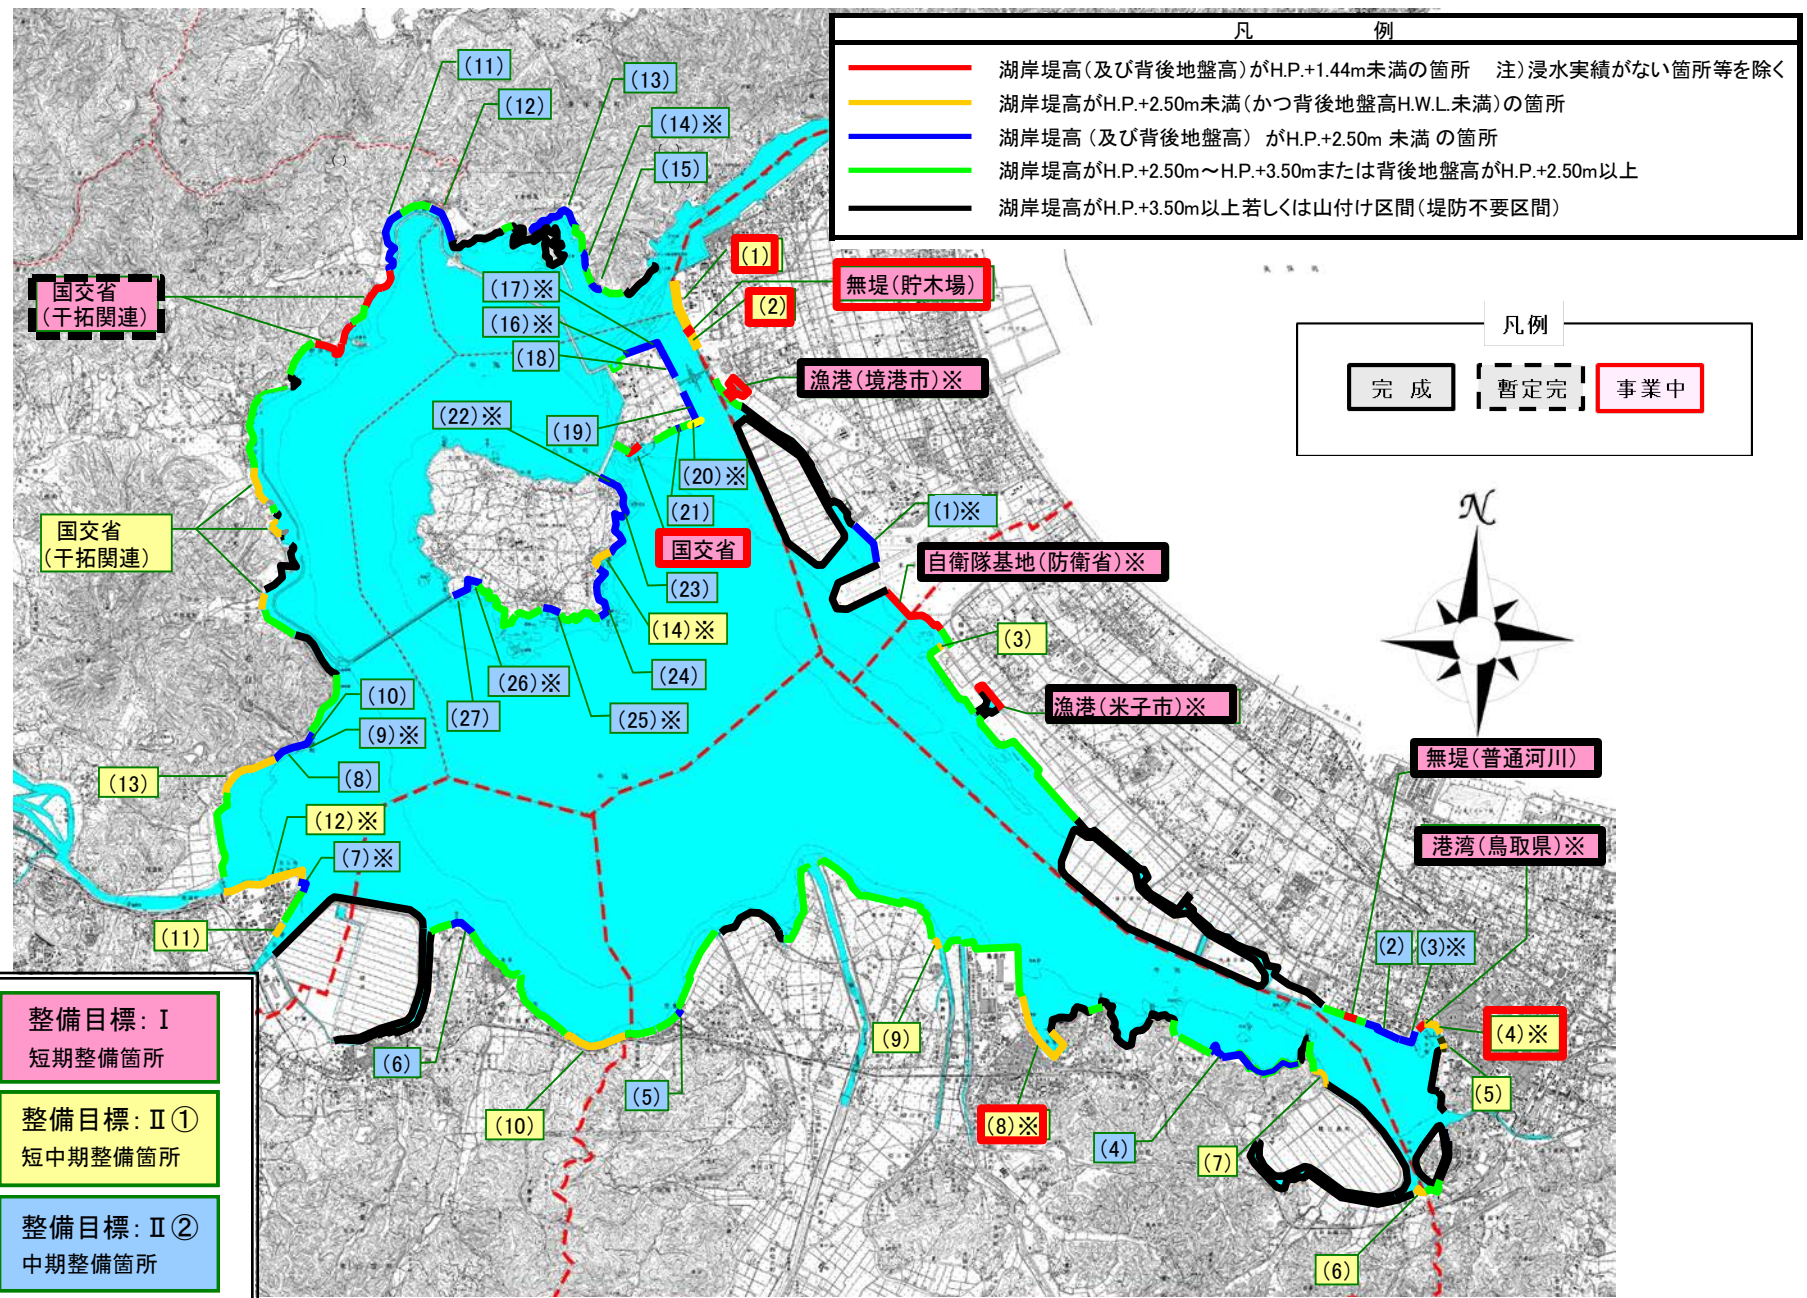 凡 例
湖岸堤高(及び背後地盤高)がH.P.+1.44m未満の箇所 注)浸水実績がない箇所等を除く
湖岸堤高がH.P.+2.50m未満(かつ背後地盤高H.W.L.未満)の箇所
湖岸堤高(及び背後地盤高) がH.P.+2.50m 未満 の箇所
湖岸堤高がH.P.+2.50m～H.P.+3.50mまたは背後地盤高がH.P.+2.50m以上
湖岸堤高がH.P.+3.50m以上若しくは山付け区間(堤防不要区間)
凡例
完 成
暫定完
事業中
N
(11)
(12)
(13)
(14)※
(15)
(1)
(2)
無堤(貯木場)
国交省
(干拓関連)
(17)※
(16)※
(18)
漁港(境港市)※
(22)※
(19)
(20)※
(21)
国交省
(1)※
自衛隊基地(防衛省)※
国交省
(干拓関連)
(23)
(14)※
(3)
(24)
(26)※
(25)※
(27)
漁港(米子市)※
(10)
(9)※
(8)
(13)
無堤(普通河川)
(12)※
(7)※
港湾(鳥取県)※
(11)
(2)
(3)※
(4)※
(5)
(6)
(9)
(5)
(10)
(8)※
(4)
(7)
(6)
整備目標:Ⅰ
短期整備箇所
整備目標:Ⅱ①
短中期整備箇所
整備目標:Ⅱ②
中期整備箇所